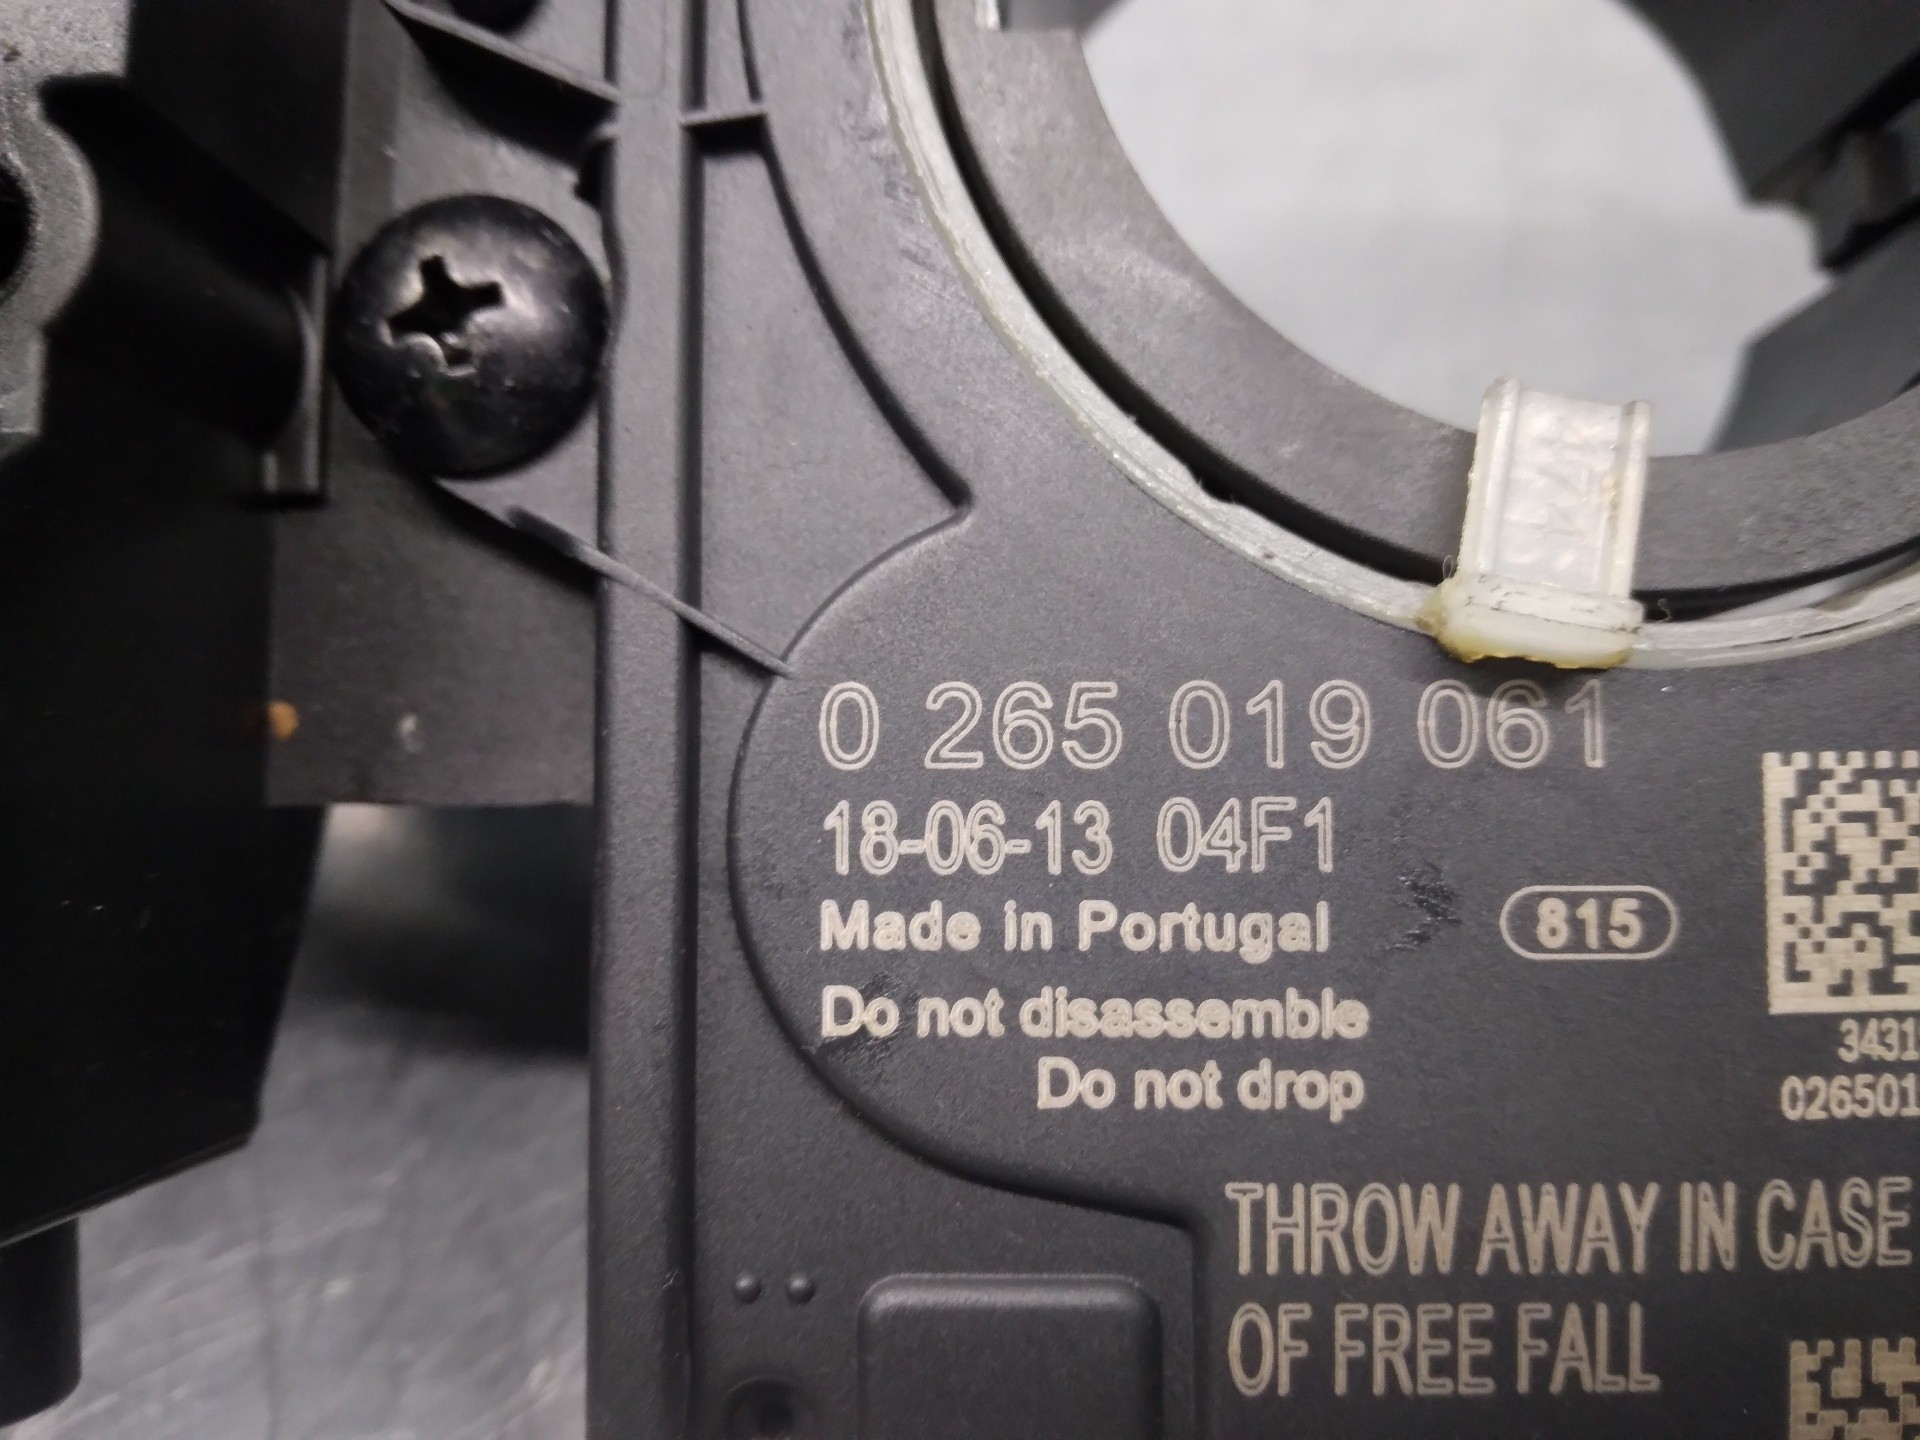 0 265 019 061
18-06-13 04F1
Made in Portugal
815
Do not disassemble
Do not drop
3431
026501
THROW AWAY IN CASE
OF FREE FALL